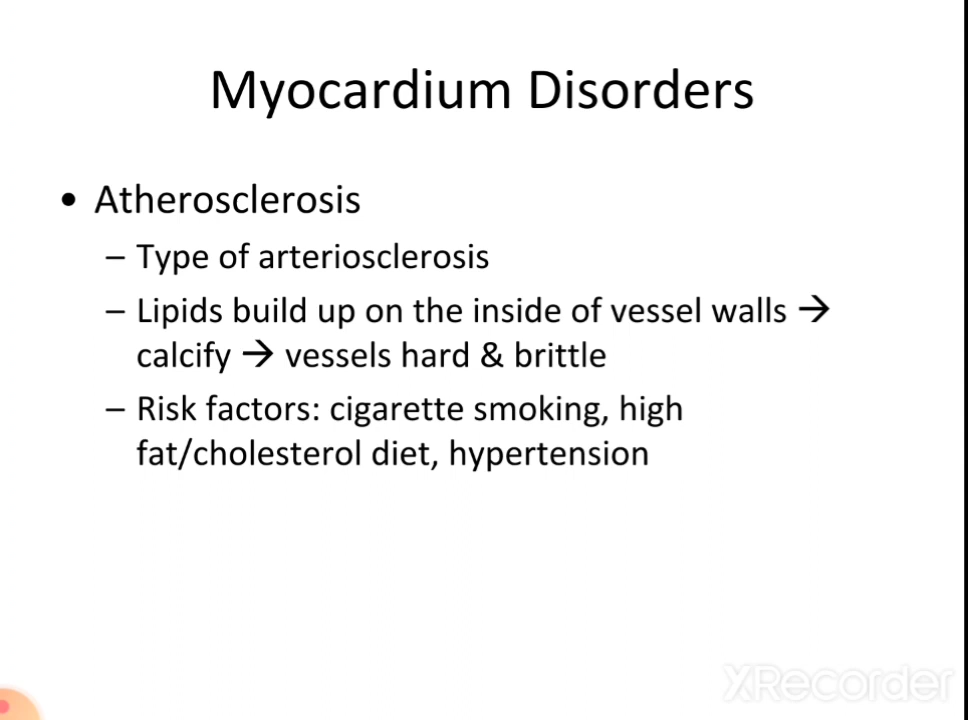 Myocardium Disorders
• Atherosclerosis
– Type of arteriosclerosis
– Lipids build up on the inside of vessel walls →
calcify → vessels hard & brittle
– Risk factors: cigarette smoking, high
fat/cholesterol diet, hypertension
XRecorder